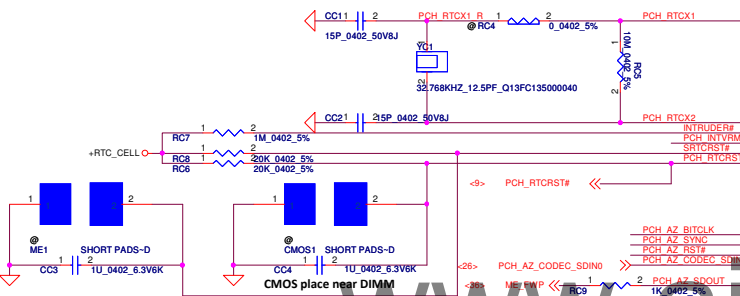 CC11 1 2 PCH_RTCX1_R @ RC4 1 2 0_0402_5% PCH_RTCX1
15P_0402_50V8J
YC1
32.768KHZ_12.5PF_Q13FC135000040
1 2 RC5 10M_0402_5%
CC21 1 2 15P_0402_50V8J PCH_RTCX2
INTRUDER#
RC7 1 2 1M_0402_5% PCH_INTVRM
+RTC_CELL SRTCRST#
RC8 1 2 20K_0402_5% PCH_RTCRST
RC6 1 2 20K_0402_5%
<9> PCH_RTCRST#
1 2 1 2
@ @
ME1 SHORT PADS~D CMOS1 SHORT PADS~D
PCH_AZ_BITCLK
PCH_AZ_SYNC
PCH_AZ_RST#
CC3 1 2 1U_0402_6.3V6K CC4 1 2 1U_0402_6.3V6K <26> PCH_AZ_CODEC_SDIN0 PCH_AZ_CODEC_SDIN
CMOS place near DIMM
<36> ME_FWP RC9 1 2 1K_0402_5% PCH_AZ_SDOUT